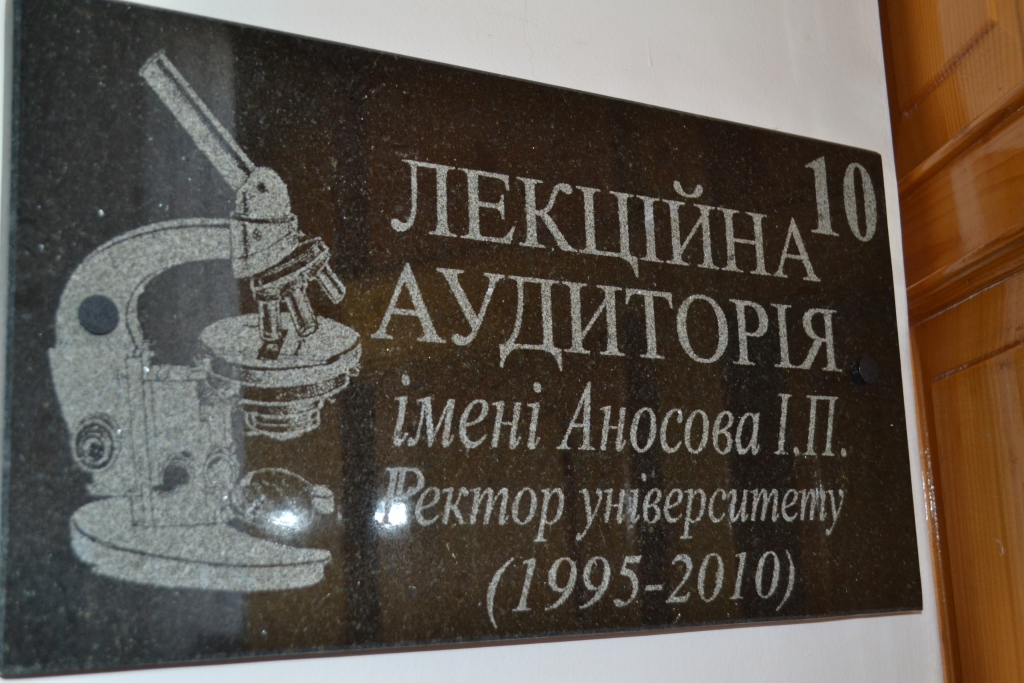 ЛЕКЦІЙНА 10
АУДИТОРІЯ
імені Аносова І.П.
Ректор університету
(1995-2010)